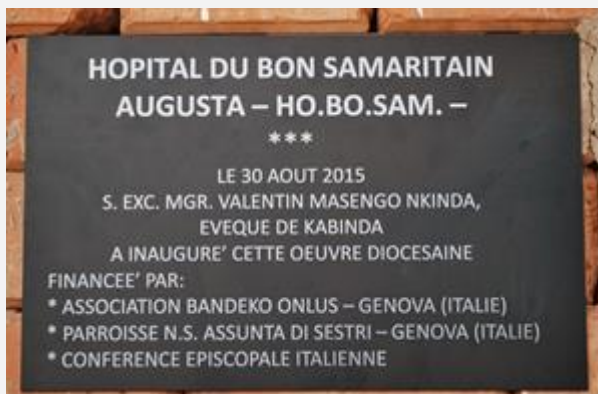 HOPITAL DU BON SAMARITAIN
AUGUSTA – HO.BO.SAM. –
***
LE 30 AOUT 2015
S. EXC. MGR. VALENTIN MASENGO NKINDA,
EVEQUE DE KABINDA
A INAUGURE’ CETTE OEUVRE DIOCESAINE
FINANCEE’ PAR:
* ASSOCIATION BANDEKO ONLUS – GENOVA (ITALIE)
* PARROISSE N.S. ASSUNTA DI SESTRI – GENOVA (ITALIE)
* CONFERENCE EPISCOPALE ITALIENNE